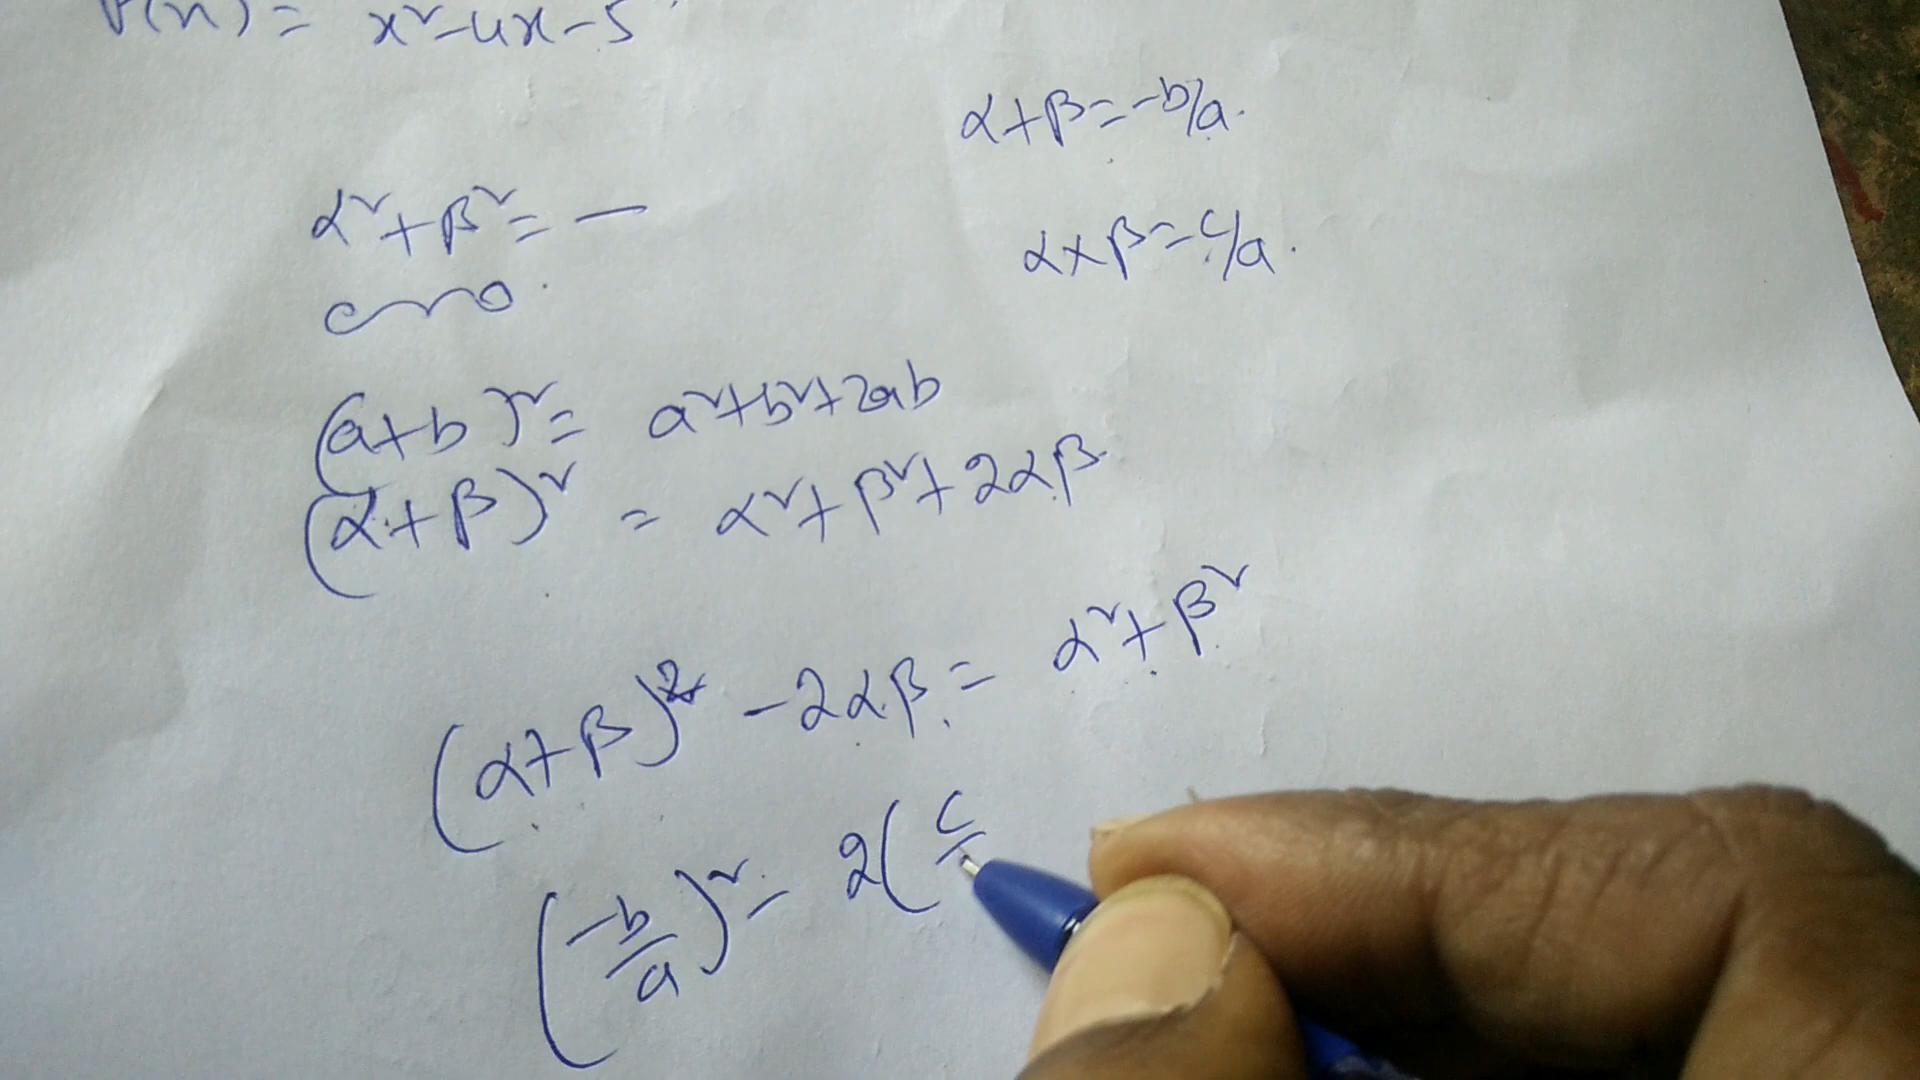 P(x) = x² - 4x - 5
α + β = -b/a.
α² + β² = —
α × β = c/a.
(a+b)² = a² + b² + 2ab
(α + β)² = α² + β² + 2αβ
(α + β)² - 2αβ = α² + β²
(-b/a)² - 2(c